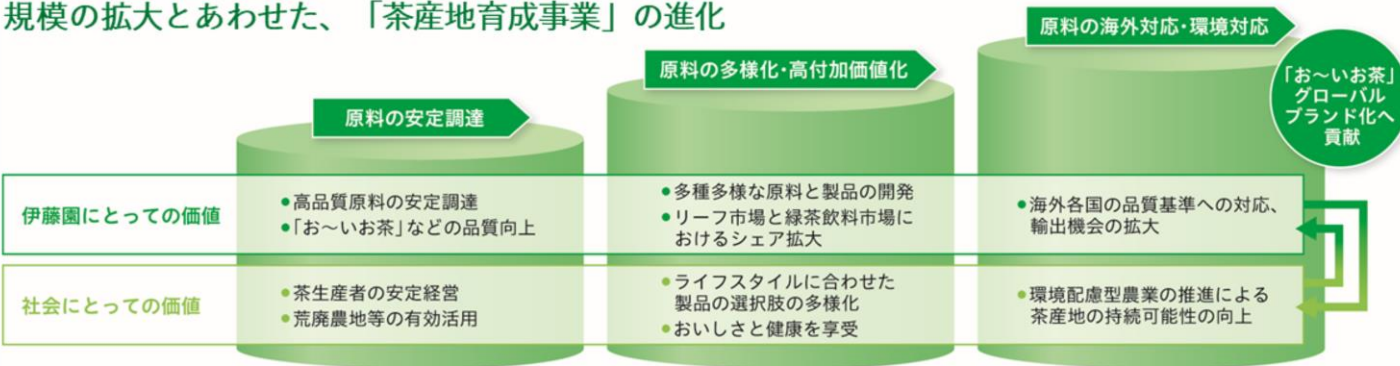 規模の拡大とあわせた、「茶産地育成事業」の進化
原料の安定調達
原料の多様化・高付加価値化
原料の海外対応・環境対応
「お～いお茶」
グローバル
ブランド化へ
貢献
伊藤園にとっての価値
●高品質原料の安定調達
●「お～いお茶」などの品質向上
●多種多様な原料と製品の開発
●リーフ市場と緑茶飲料市場に
おけるシェア拡大
●海外各国の品質基準への対応、
輸出機会の拡大
社会にとっての価値
●茶生産者の安定経営
●荒廃農地等の有効活用
●ライフスタイルに合わせた
製品の選択肢の多様化
●おいしさと健康を享受
●環境配慮型農業の推進による
茶産地の持続可能性の向上